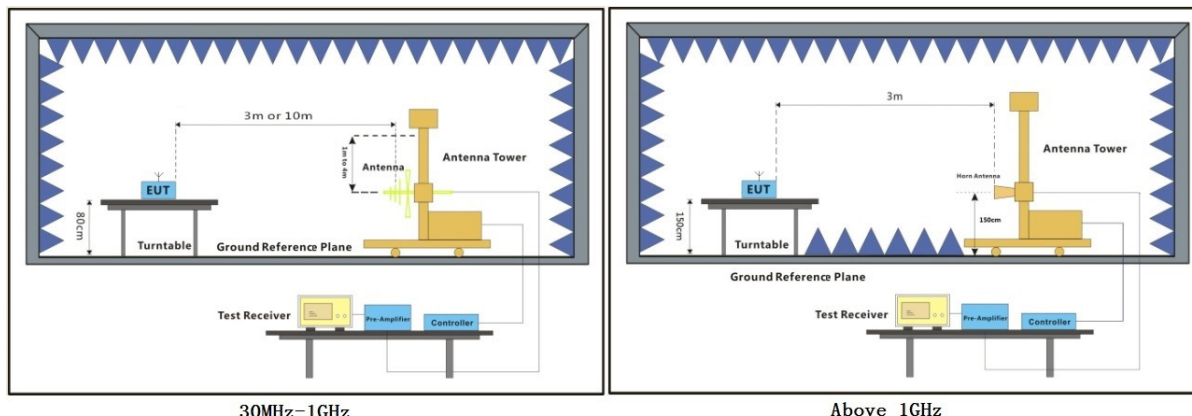 3m or 10m
1m to 4m
Antenna
Antenna Tower
EUT
80cm
Turntable
Ground Reference Plane
Test Receiver
Pre-Amplifier
Controller
30MHz-1GHz
3m
Antenna Tower
Horn Antenna
EUT
150cm
150cm
Turntable
Ground Reference Plane
Test Receiver
Pre-Amplifier
Controller
Above 1GHz